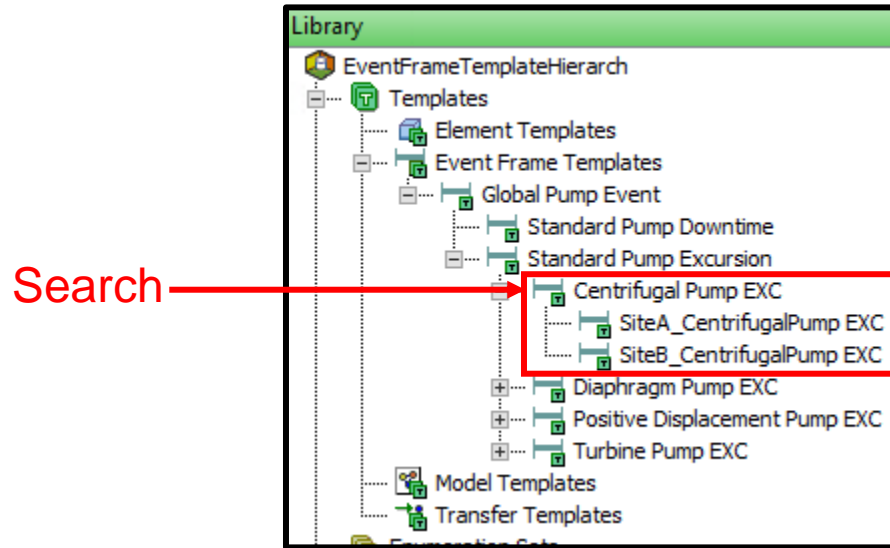 Library
EventFrameTemplateHierarch
Templates
Element Templates
Event Frame Templates
Global Pump Event
Standard Pump Downtime
Standard Pump Excursion
Search
Centrifugal Pump EXC
SiteA_CentrifugalPump EXC
SiteB_CentrifugalPump EXC
Diaphragm Pump EXC
Positive Displacement Pump EXC
Turbine Pump EXC
Model Templates
Transfer Templates